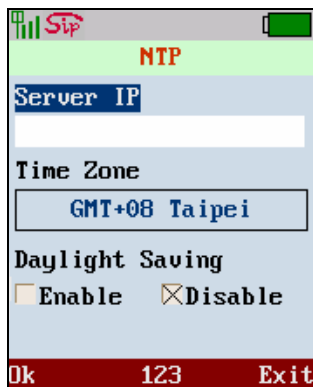 Sip
NTP
Server IP
Time Zone
GMT+08 Taipei
Daylight Saving
Enable Disable
Ok 123 Exit